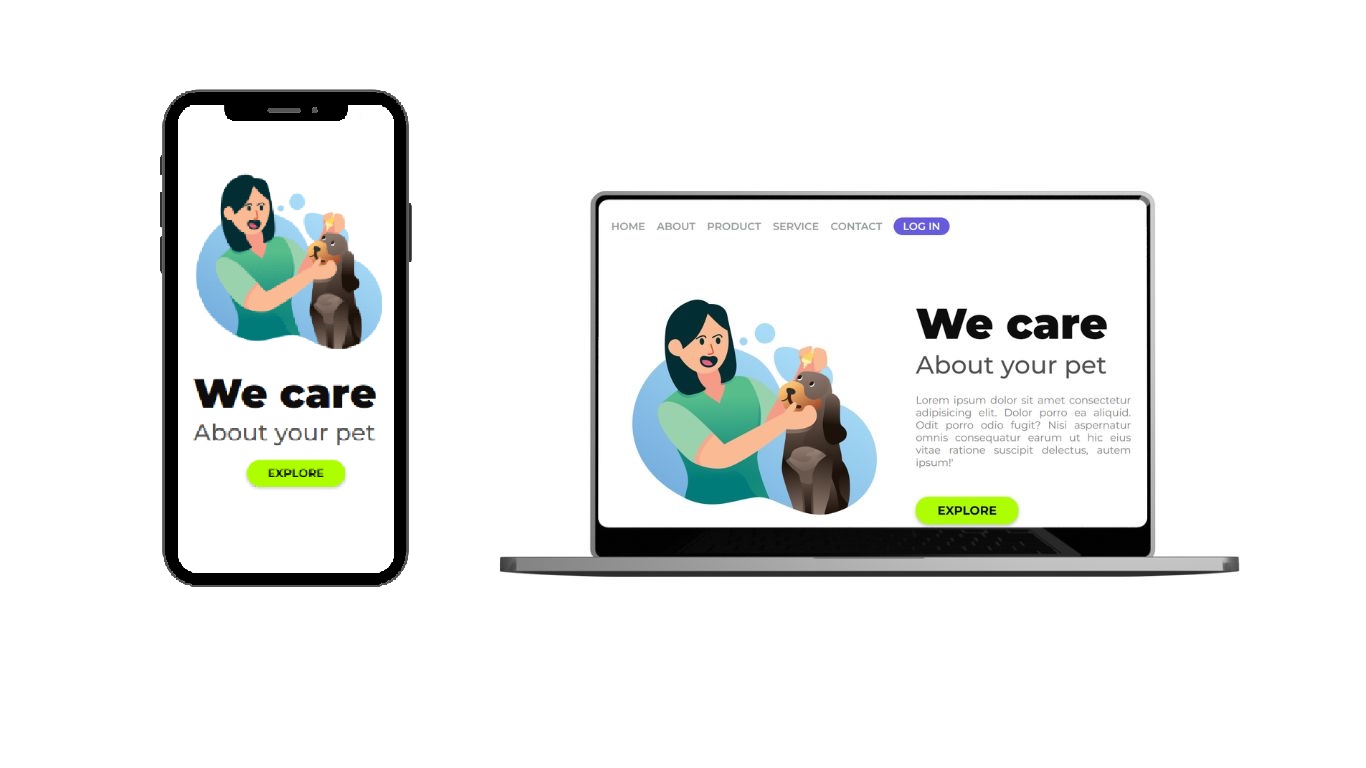 We care
About your pet
EXPLORE
HOME ABOUT PRODUCT SERVICE CONTACT LOG IN
We care
About your pet
Lorem ipsum dolor sit amet consectetur
adipisicing elit. Dolor porro ea aliquid.
Odit porro odio fugit? Nisi aspernatur
omnis consequatur earum ut hic eius
vitae ratione suscipit delectus, autem
ipsum!"
EXPLORE